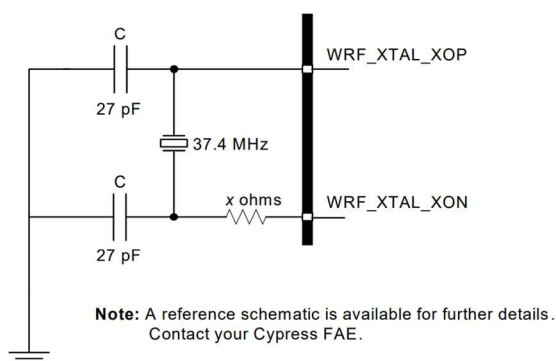 C
WRF_XTAL_XOP
27 pF
37.4 MHz
C
x ohms
WRF_XTAL_XON
27 pF
Note: A reference schematic is available for further details.
Contact your Cypress FAE.